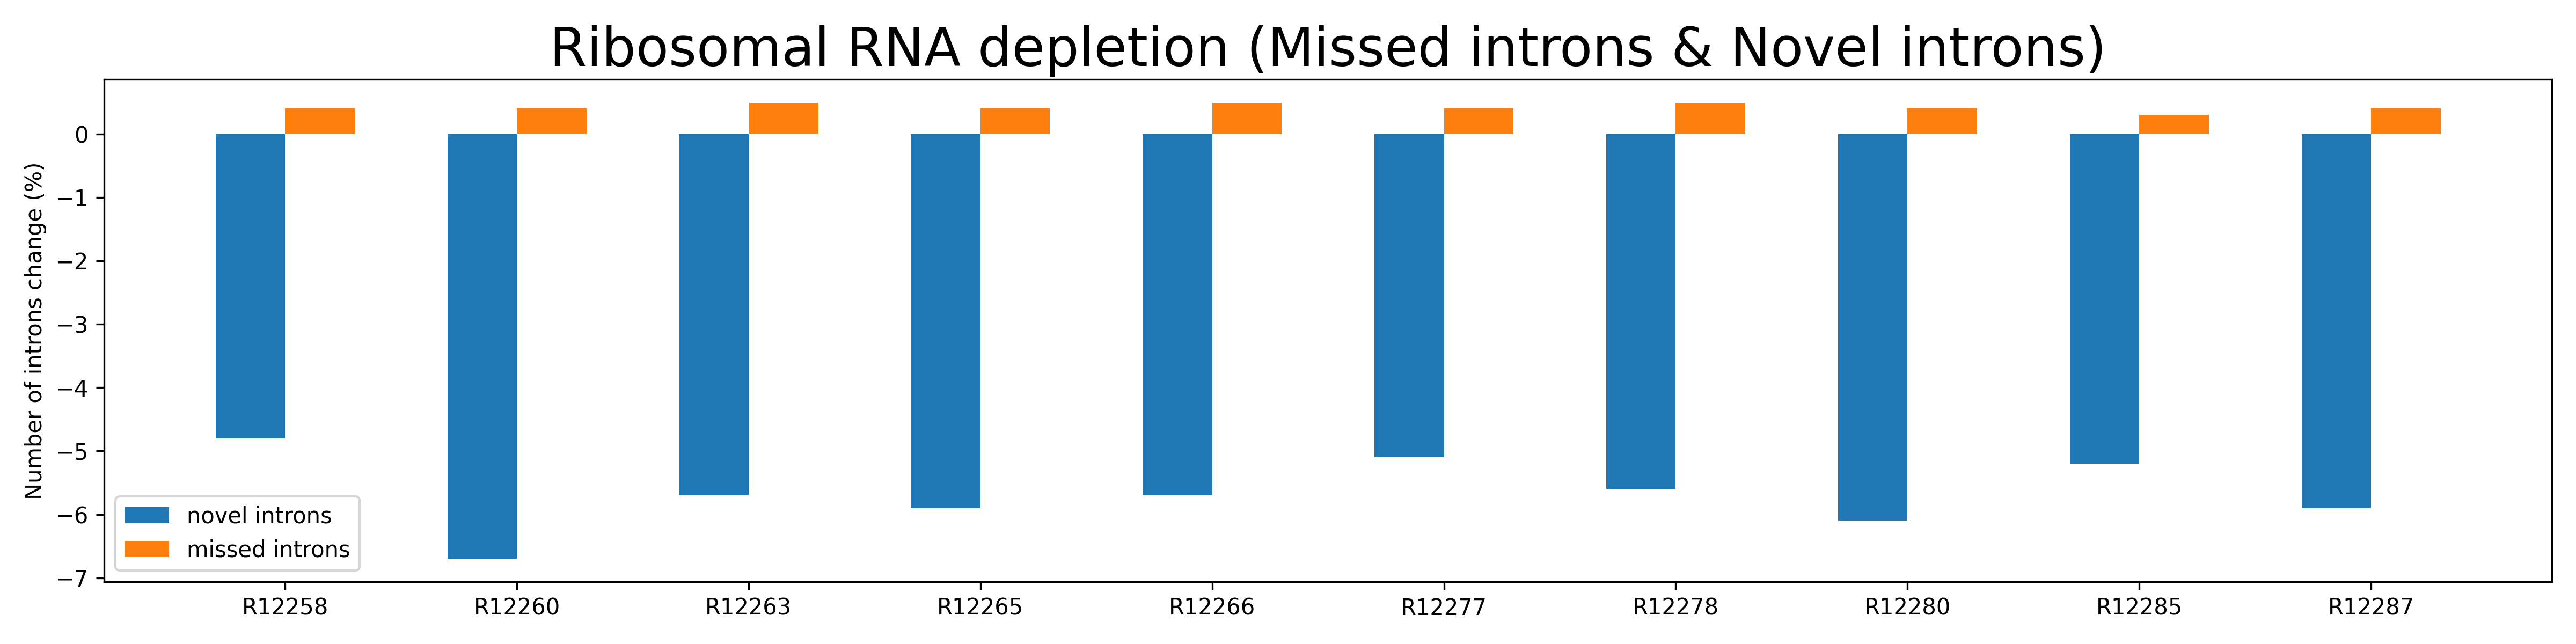 Ribosomal RNA depletion (Missed introns & Novel introns)
Number of introns change (%)
0
−1
−2
−3
−4
−5
−6
−7
novel introns
missed introns
R12258 R12260 R12263 R12265 R12266 R12277 R12278 R12280 R12285 R12287